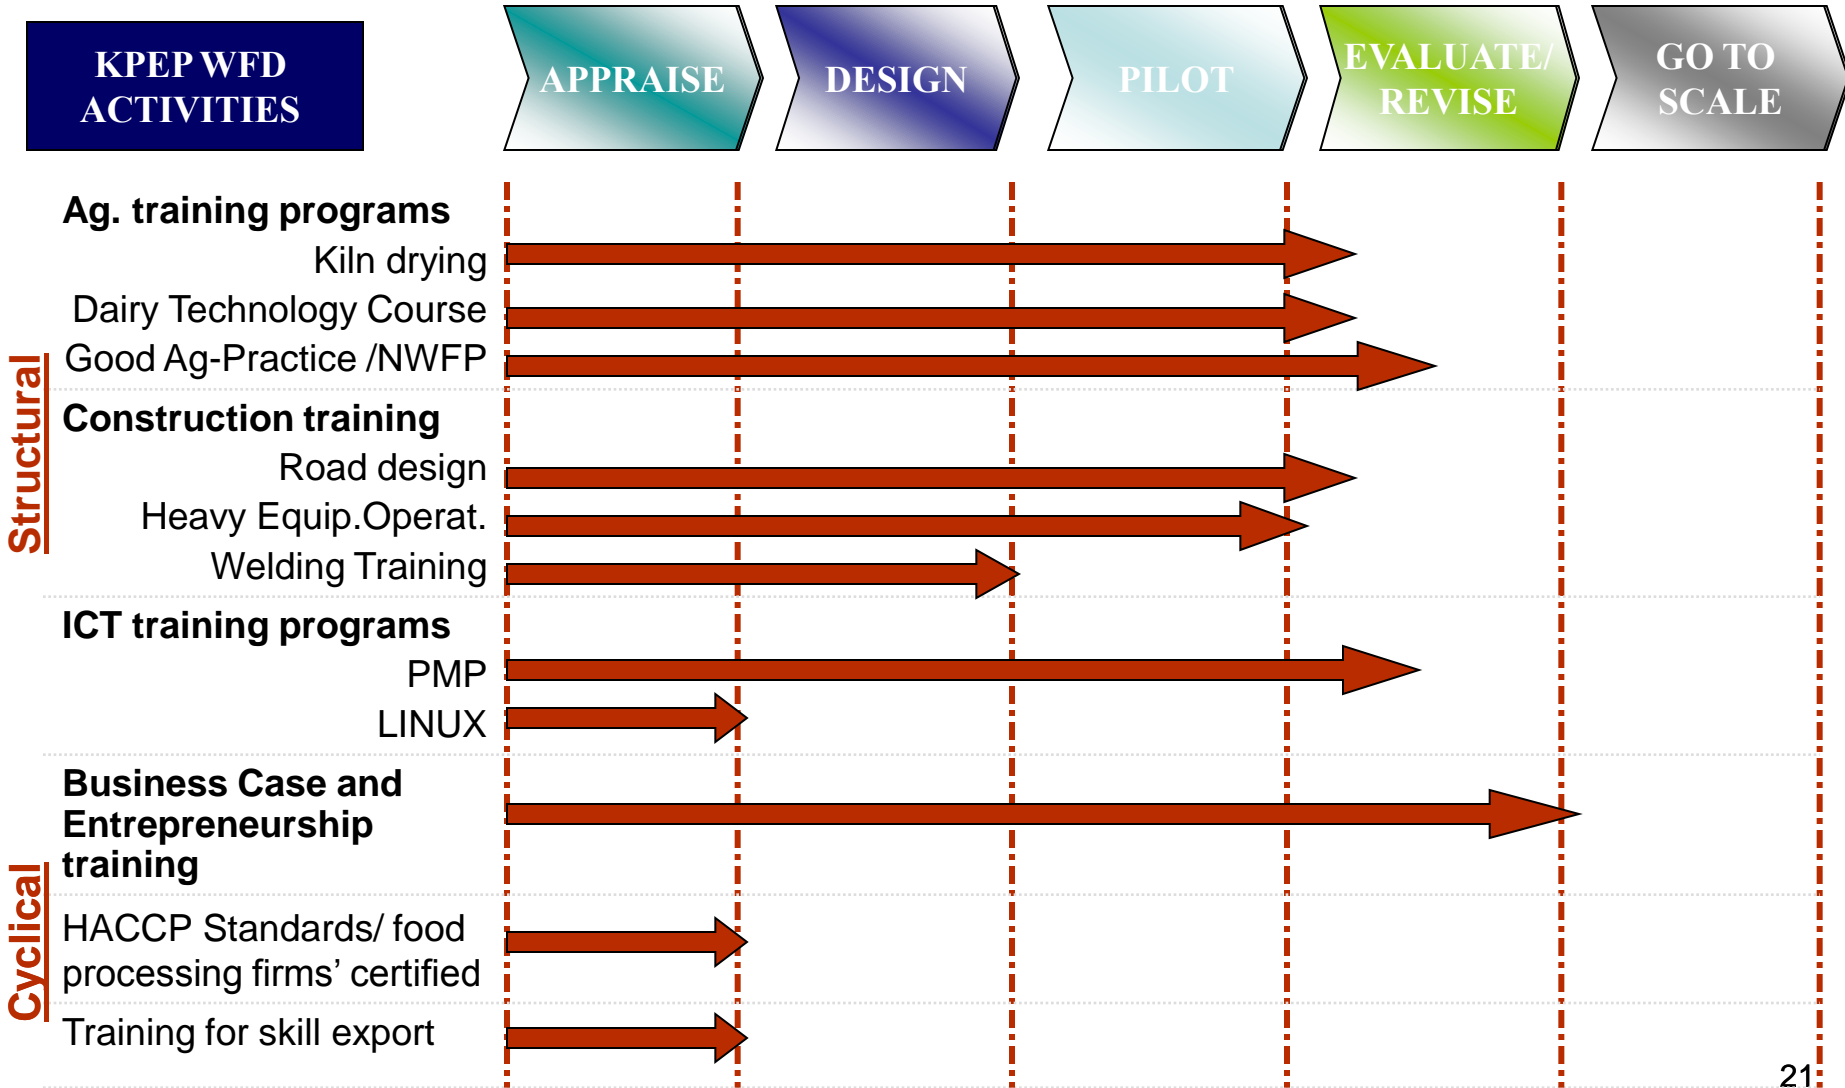 KPEP WFD
ACTIVITIES
APPRAISE
DESIGN
PILOT
EVALUATE/
REVISE
GO TO
SCALE
Structural
Ag. training programs
Kiln drying
Dairy Technology Course
Good Ag-Practice /NWFP
Construction training
Road design
Heavy Equip.Operat.
Welding Training
ICT training programs
PMP
LINUX
Cyclical
Business Case and
Entrepreneurship
training
HACCP Standards/ food
processing firms’ certified
Training for skill export
21